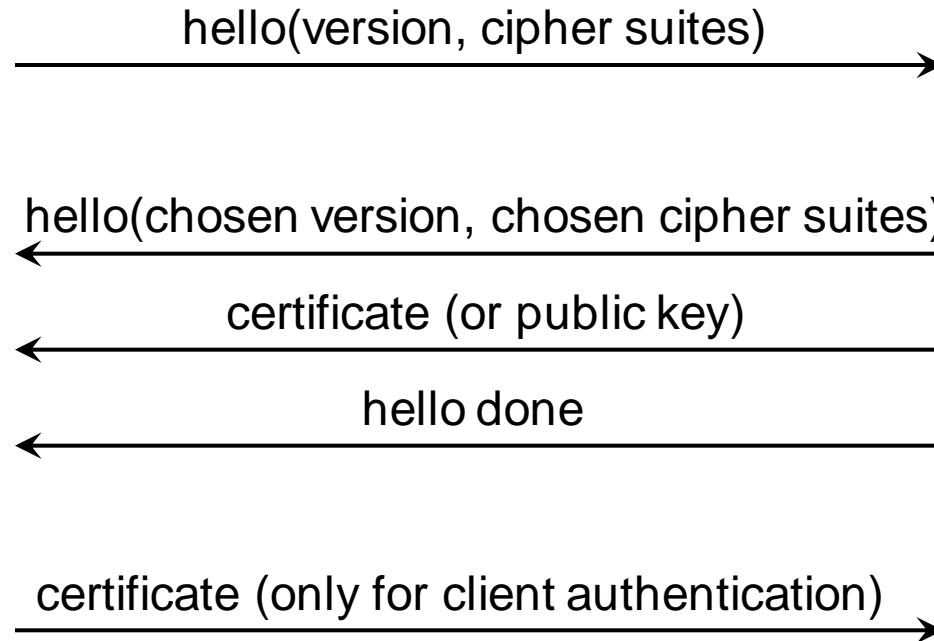 hello(version, cipher suites)
hello(chosen version, chosen cipher suites)
certificate (or public key)
hello done
certificate (only for client authentication)